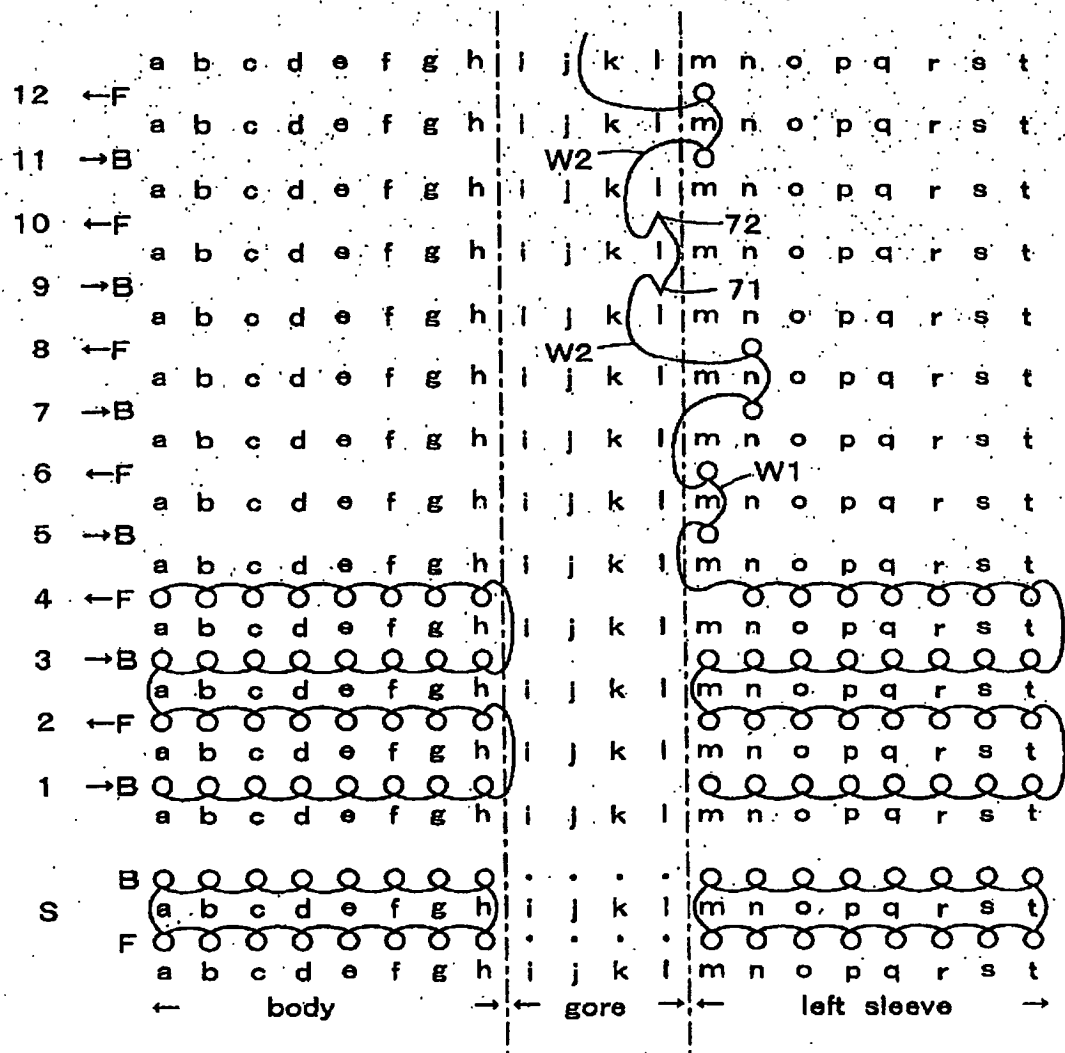 a b c d e f g h i j k l m n o p q r s t
12 ←F
a b c d e f g h i j k l m n o p q r s t
11 →B W2
a b c d e f g h i j k l m n o p q r s t
10 ←F 72
a b c d e f g h i j k l m n o p q r s t
9 →B 71
a b c d e f g h i j k l m n o p q r s t
8 ←F W2
a b c d e f g h i j k l m n o p q r s t
7 →B
a b c d e f g h i j k l m n o p q r s t
6 ←F W1
a b c d e f g h i j k l m n o p q r s t
5 →B
a b c d e f g h i j k l m n o p q r s t
4 ←F
a b c d e f g h i j k l m n o p q r s t
3 →B
a b c d e f g h i j k l m n o p q r s t
2 ←F
a b c d e f g h i j k l m n o p q r s t
1 →B
a b c d e f g h i j k l m n o p q r s t
B
S a b c d e f g h i j k l m n o p q r s t
F
a b c d e f g h i j k l m n o p q r s t
← body → ← gore → ← left sleeve →